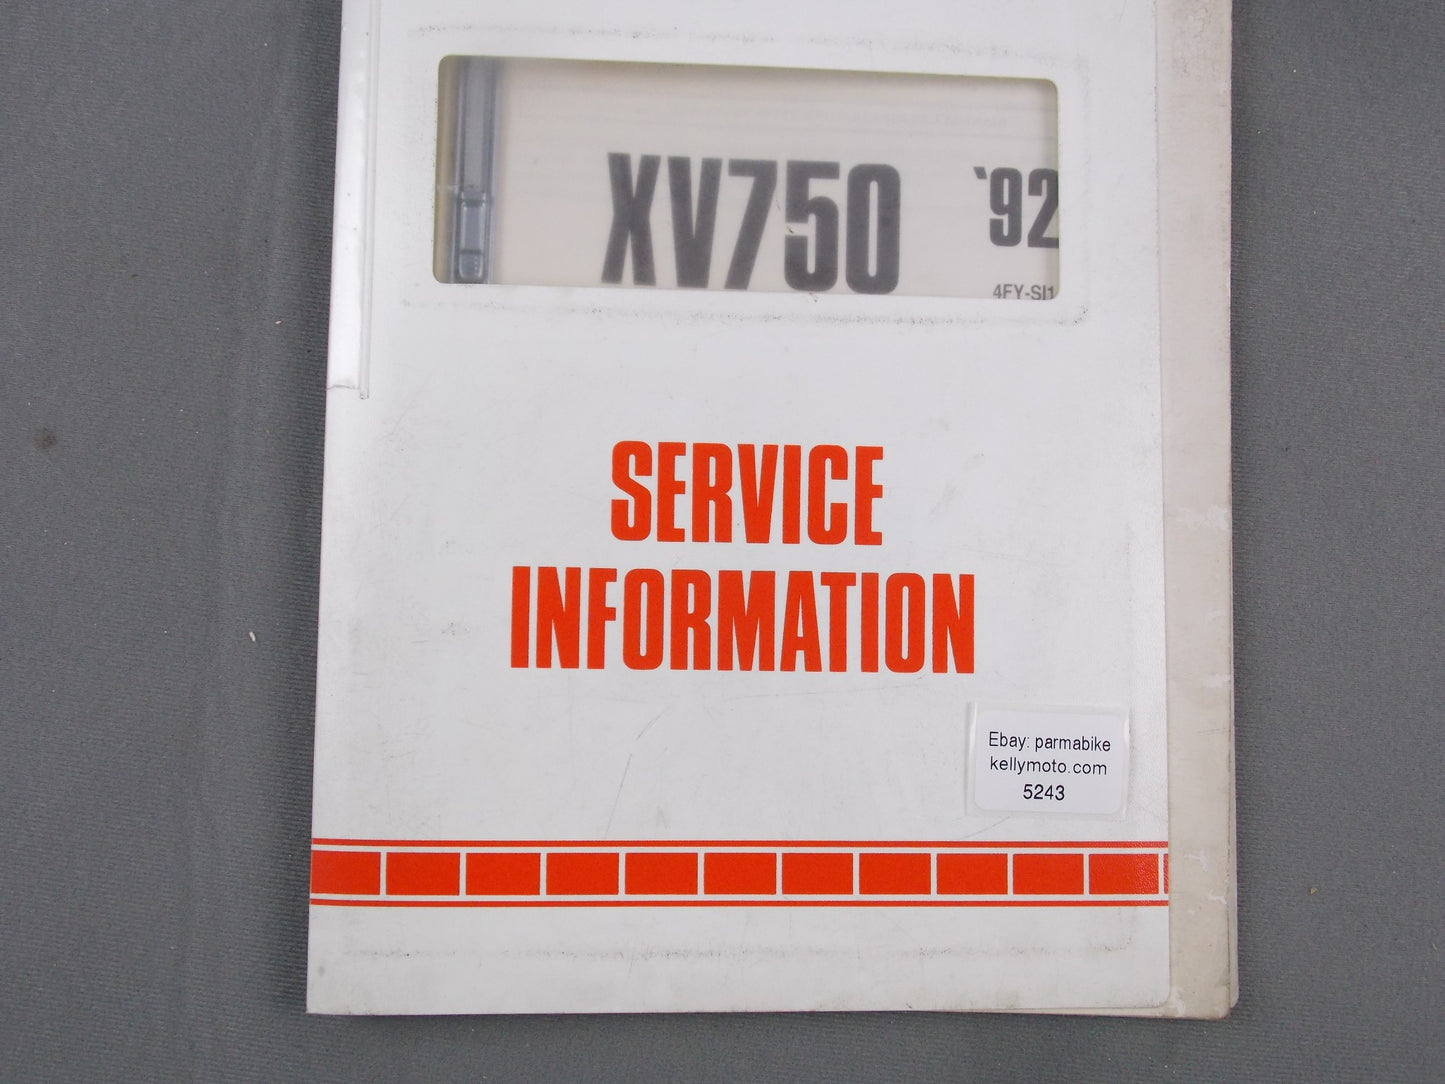 XV750 '92
4FY-SI1
SERVICE
INFORMATION
Ebay: parmabike
kellymoto.com
5243